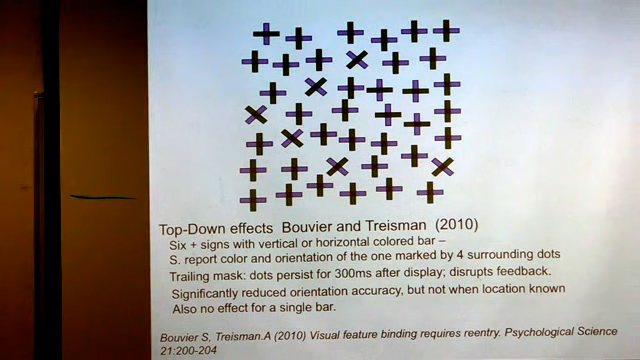 Top-Down effects Bouvier and Treisman (2010)
Six + signs with vertical or horizontal colored bar –
S. report color and orientation of the one marked by 4 surrounding dots
Trailing mask: dots persist for 300ms after display; disrupts feedback.
Significantly reduced orientation accuracy, but not when location known
Also no effect for a single bar.
Bouvier S, Treisman.A (2010) Visual feature binding requires reentry. Psychological Science
21:200-204